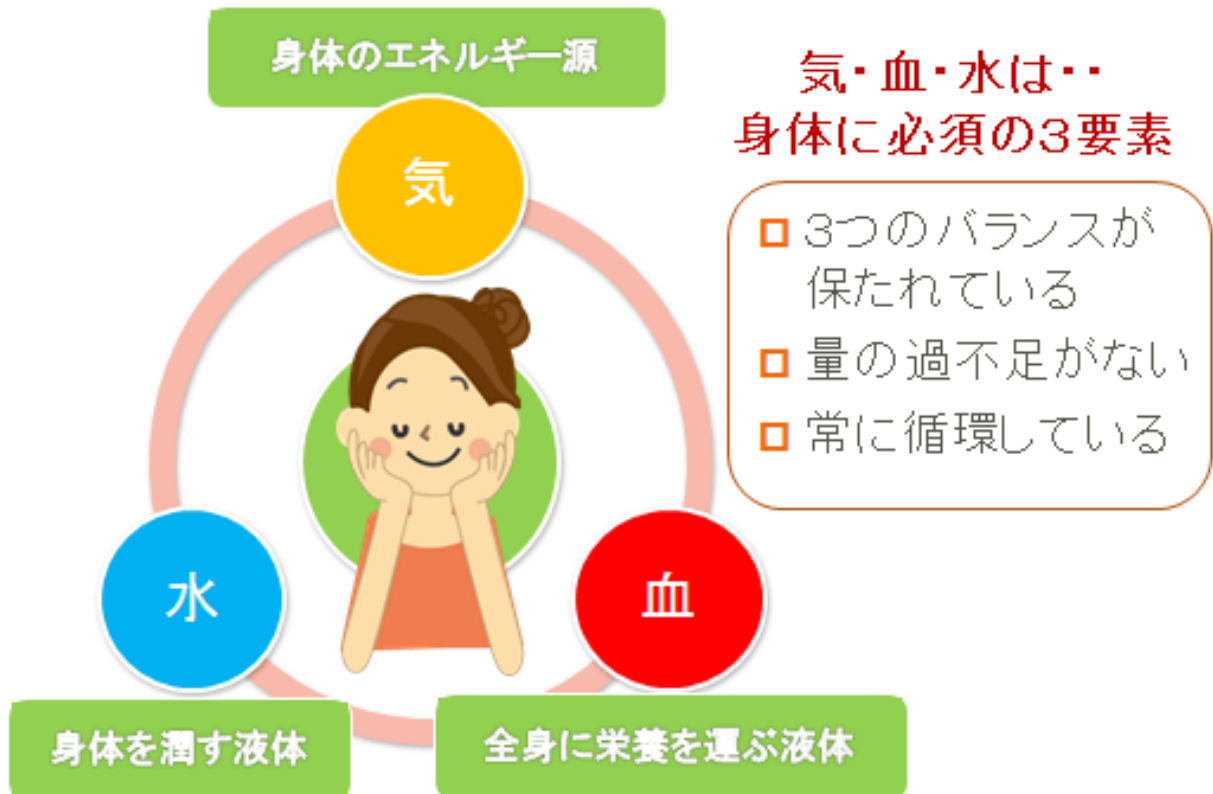 身体のエネルギー源
気
水
血
身体を潤す液体
全身に栄養を運ぶ液体
気・血・水は・・
身体に必須の３要素
３つのバランスが
保たれている
量の過不足がない
常に循環している